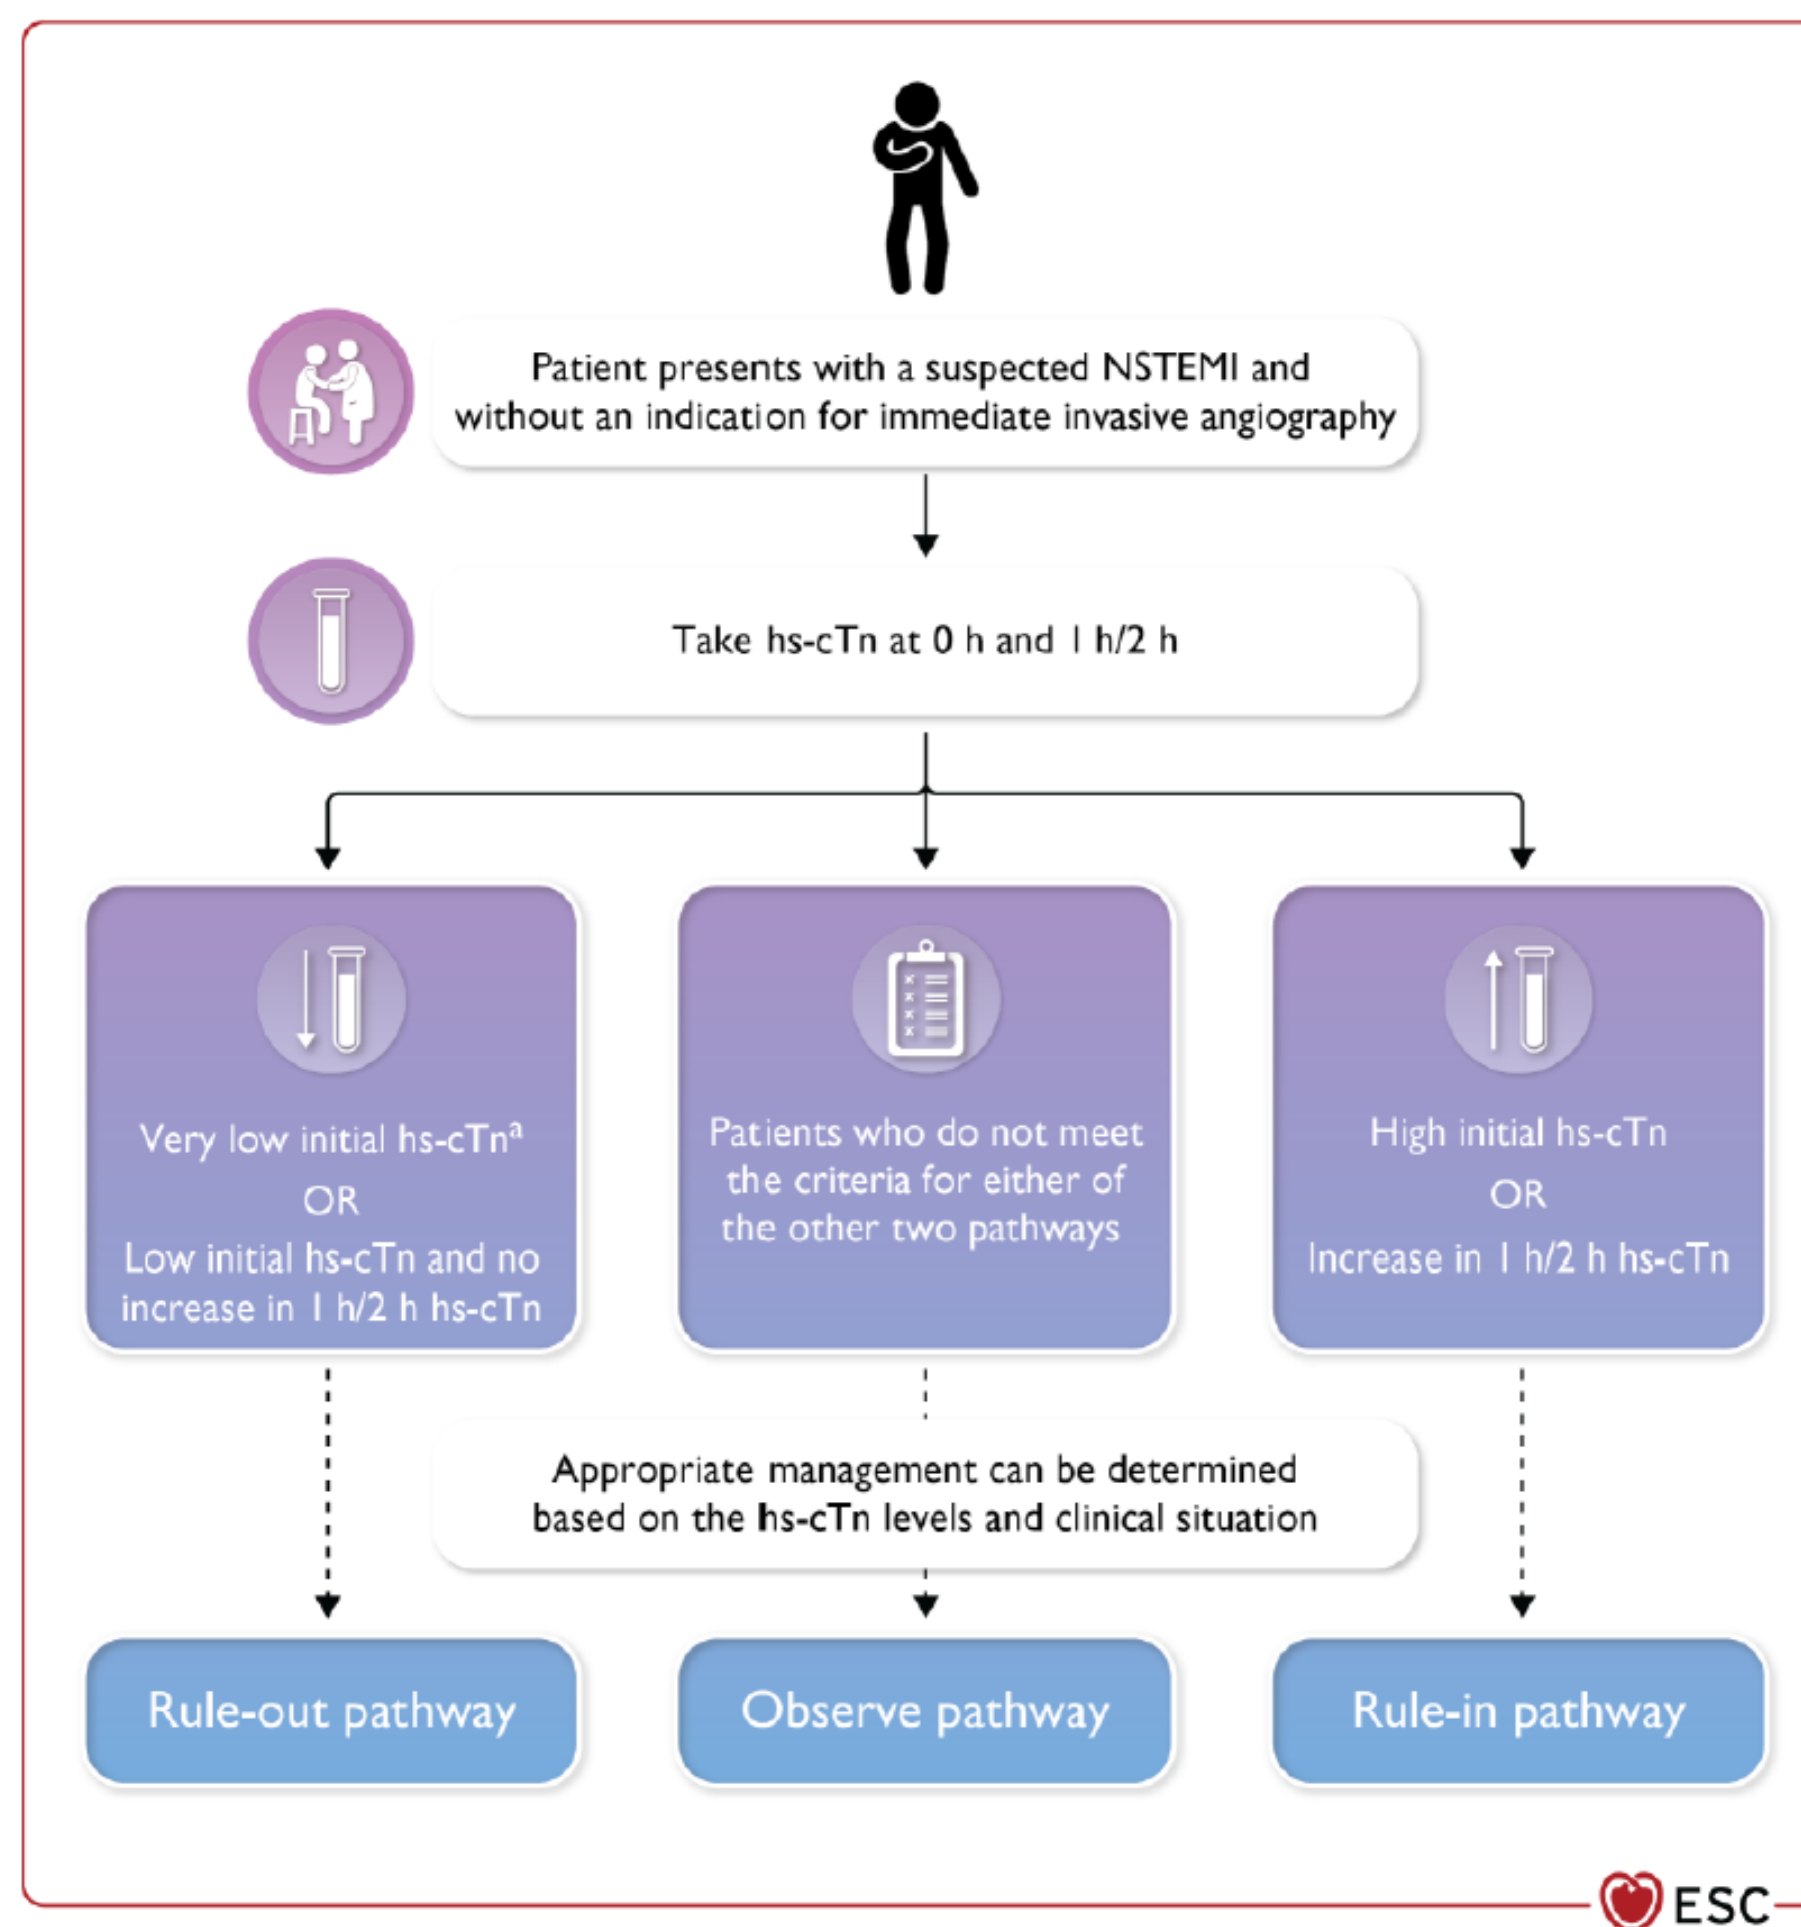 Patient presents with a suspected NSTEMI and
without an indication for immediate invasive angiography
Take hs-cTn at 0 h and 1 h/2 h
Very low initial hs-cTnᵃ
OR
Low initial hs-cTn and no
increase in 1 h/2 h hs-cTn
Patients who do not meet
the criteria for either of
the other two pathways
High initial hs-cTn
OR
Increase in 1 h/2 h hs-cTn
Appropriate management can be determined
based on the hs-cTn levels and clinical situation
Rule-out pathway
Observe pathway
Rule-in pathway
ESC